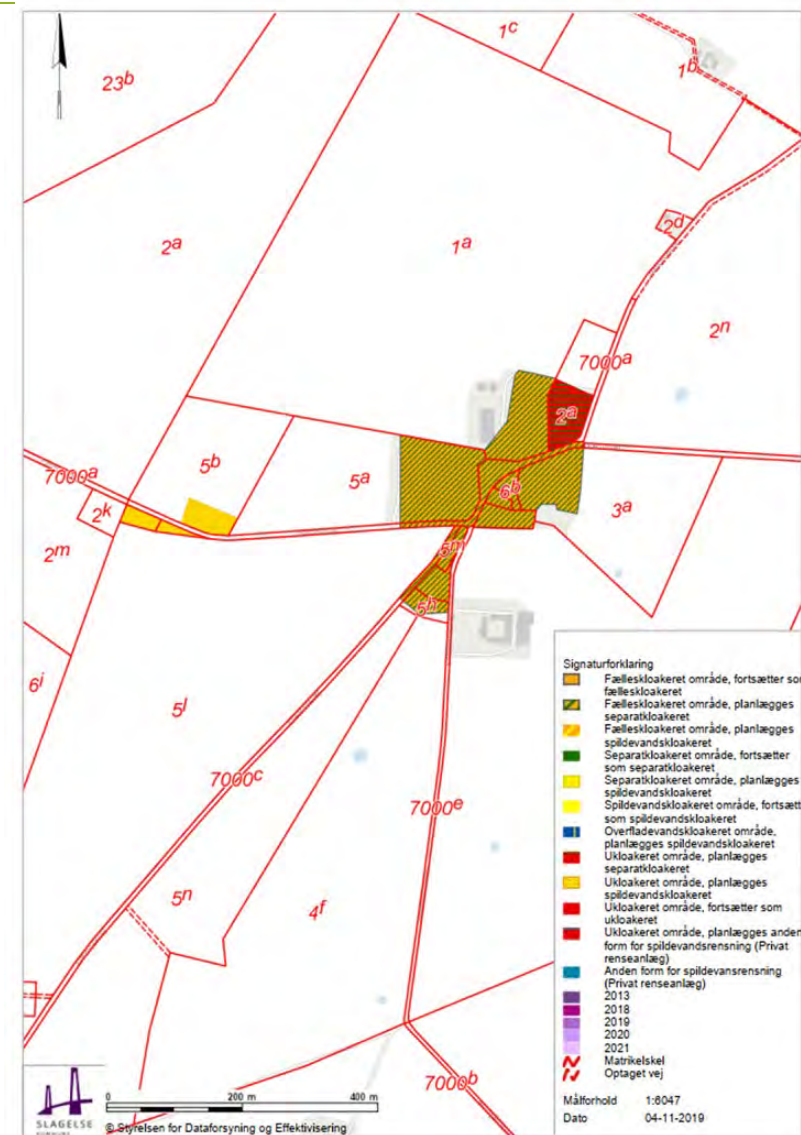 1c
1b
23b
2d
2a
1a
2n
7000a
2a
7000a
5b
5a
6b
3a
2k
2m
5m
5h
6i
5l
7000c
7000e
5n
4f
7000b
Signaturforklaring
Fælleskloakeret område, fortsætter som
fælleskloakeret
Fælleskloakeret område, planlægges
separatkloakeret
Fælleskloakeret område, planlægges
spildevandskloakeret
Separatkloakeret område, fortsætter
som separatkloakeret
Separatkloakeret område, planlægges
spildevandskloakeret
Spildevandskloakeret område, fortsætt
som spildevandskloakeret
Overfladevandskloakeret område,
planlægges spildevandskloakeret
Ukloakeret område, planlægges
separatkloakeret
Ukloakeret område, planlægges
spildevandskloakeret
Ukloakeret område, fortsætter som
ukloakeret
Ukloakeret område, planlægges anden
form for spildevandsrensning (Privat
renseanlæg)
Anden form for spildevansrensning
(Privat renseanlæg)
2013
2018
2019
2020
2021
Matrikelskel
Optaget vej
Målforhold 1:6047
Dato 04-11-2019
0 200 m 400 m
SLAGELSE
© Styrelsen for Dataforsyning og Effektivisering